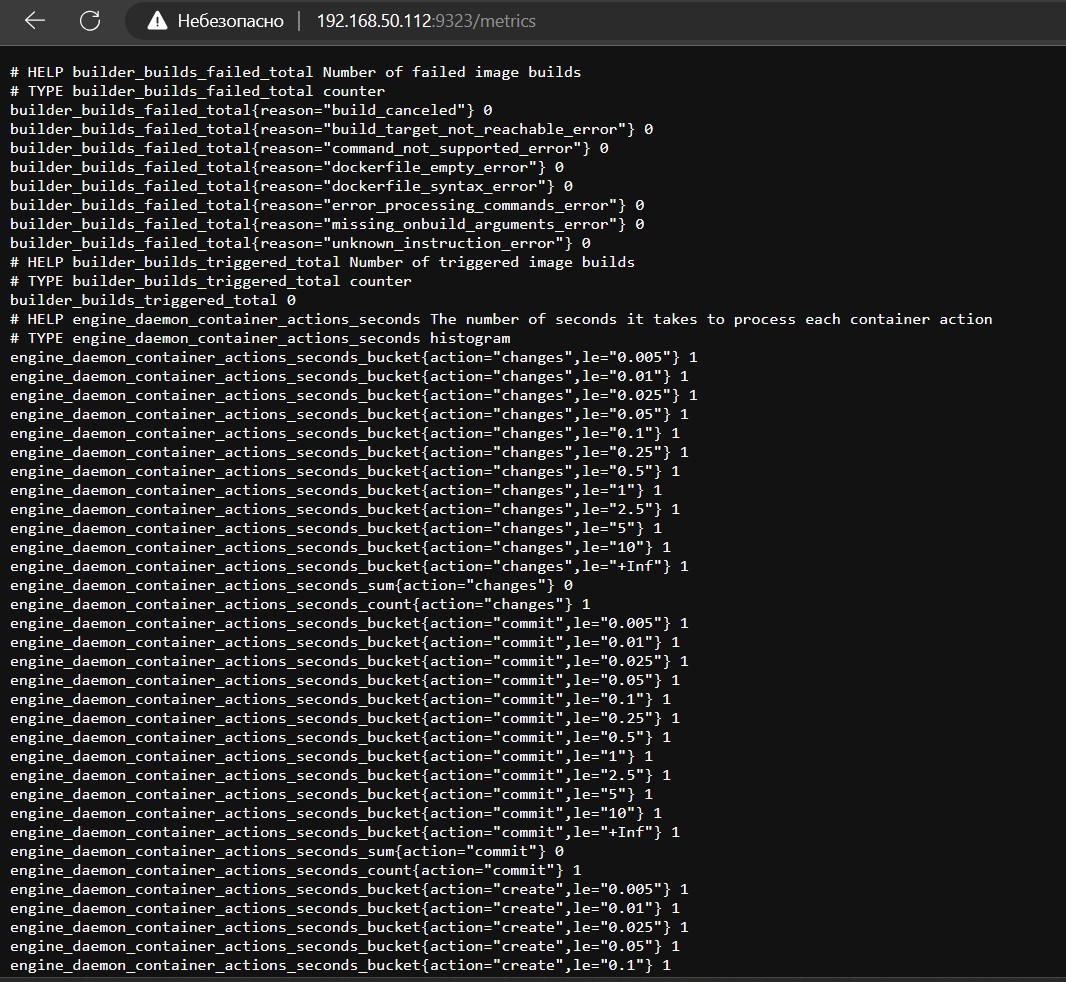 Небезопасно | 192.168.50.112:9323/metrics
# HELP builder_builds_failed_total Number of failed image builds
# TYPE builder_builds_failed_total counter
builder_builds_failed_total{reason="build_canceled"} 0
builder_builds_failed_total{reason="build_target_not_reachable_error"} 0
builder_builds_failed_total{reason="command_not_supported_error"} 0
builder_builds_failed_total{reason="dockerfile_empty_error"} 0
builder_builds_failed_total{reason="dockerfile_syntax_error"} 0
builder_builds_failed_total{reason="error_processing_commands_error"} 0
builder_builds_failed_total{reason="missing_onbuild_arguments_error"} 0
builder_builds_failed_total{reason="unknown_instruction_error"} 0
# HELP builder_builds_triggered_total Number of triggered image builds
# TYPE builder_builds_triggered_total counter
builder_builds_triggered_total 0
# HELP engine_daemon_container_actions_seconds The number of seconds it takes to process each container action
# TYPE engine_daemon_container_actions_seconds histogram
engine_daemon_container_actions_seconds_bucket{action="changes",le="0.005"} 1
engine_daemon_container_actions_seconds_bucket{action="changes",le="0.01"} 1
engine_daemon_container_actions_seconds_bucket{action="changes",le="0.025"} 1
engine_daemon_container_actions_seconds_bucket{action="changes",le="0.05"} 1
engine_daemon_container_actions_seconds_bucket{action="changes",le="0.1"} 1
engine_daemon_container_actions_seconds_bucket{action="changes",le="0.25"} 1
engine_daemon_container_actions_seconds_bucket{action="changes",le="0.5"} 1
engine_daemon_container_actions_seconds_bucket{action="changes",le="1"} 1
engine_daemon_container_actions_seconds_bucket{action="changes",le="2.5"} 1
engine_daemon_container_actions_seconds_bucket{action="changes",le="5"} 1
engine_daemon_container_actions_seconds_bucket{action="changes",le="10"} 1
engine_daemon_container_actions_seconds_bucket{action="changes",le="+Inf"} 1
engine_daemon_container_actions_seconds_sum{action="changes"} 0
engine_daemon_container_actions_seconds_count{action="changes"} 1
engine_daemon_container_actions_seconds_bucket{action="commit",le="0.005"} 1
engine_daemon_container_actions_seconds_bucket{action="commit",le="0.01"} 1
engine_daemon_container_actions_seconds_bucket{action="commit",le="0.025"} 1
engine_daemon_container_actions_seconds_bucket{action="commit",le="0.05"} 1
engine_daemon_container_actions_seconds_bucket{action="commit",le="0.1"} 1
engine_daemon_container_actions_seconds_bucket{action="commit",le="0.25"} 1
engine_daemon_container_actions_seconds_bucket{action="commit",le="0.5"} 1
engine_daemon_container_actions_seconds_bucket{action="commit",le="1"} 1
engine_daemon_container_actions_seconds_bucket{action="commit",le="2.5"} 1
engine_daemon_container_actions_seconds_bucket{action="commit",le="5"} 1
engine_daemon_container_actions_seconds_bucket{action="commit",le="10"} 1
engine_daemon_container_actions_seconds_bucket{action="commit",le="+Inf"} 1
engine_daemon_container_actions_seconds_sum{action="commit"} 0
engine_daemon_container_actions_seconds_count{action="commit"} 1
engine_daemon_container_actions_seconds_bucket{action="create",le="0.005"} 1
engine_daemon_container_actions_seconds_bucket{action="create",le="0.01"} 1
engine_daemon_container_actions_seconds_bucket{action="create",le="0.025"} 1
engine_daemon_container_actions_seconds_bucket{action="create",le="0.05"} 1
engine_daemon_container_actions_seconds_bucket{action="create",le="0.1"} 1